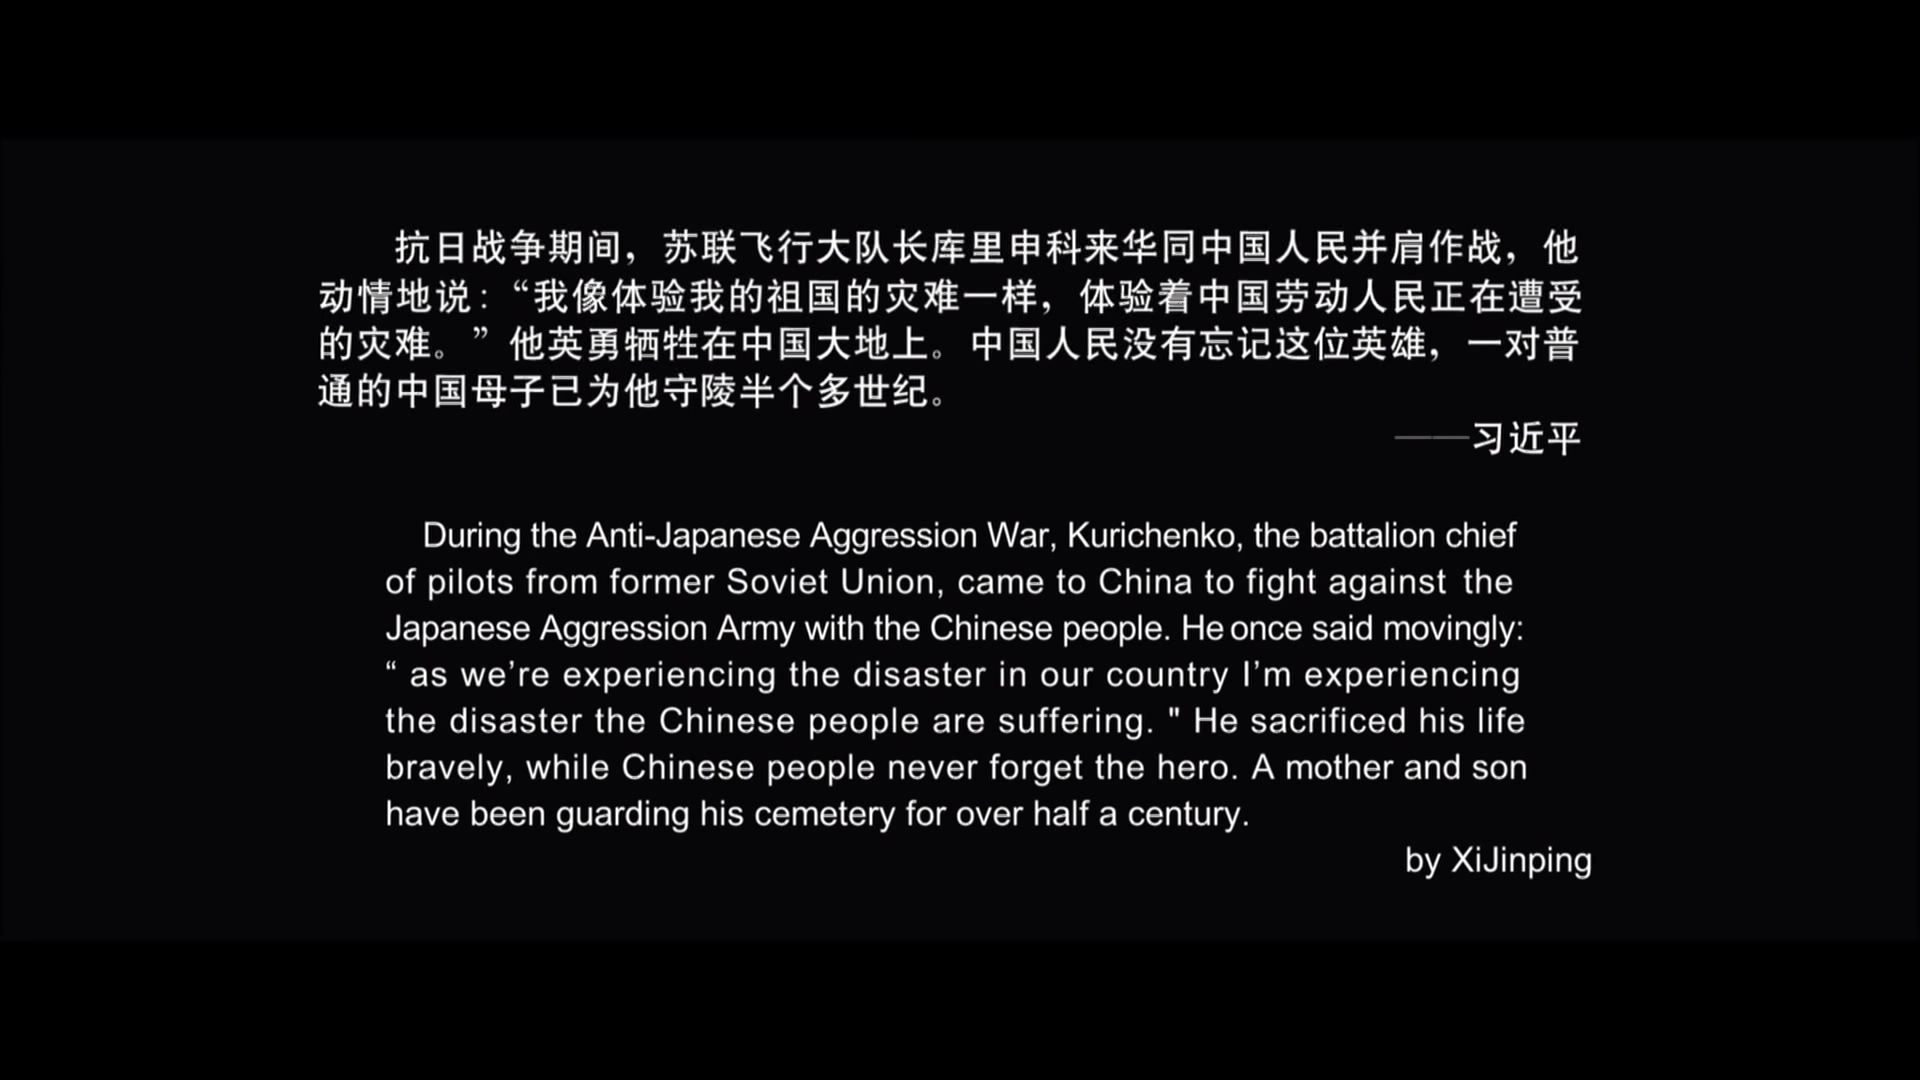 抗日战争期间，苏联飞行大队长库里申科来华同中国人民并肩作战，他
动情地说：“我像体验我的祖国的灾难一样，体验着中国劳动人民正在遭受
的灾难。”他英勇牺牲在中国大地上。中国人民没有忘记这位英雄，一对普
通的中国母子已为他守陵半个多世纪。
——习近平
During the Anti-Japanese Aggression War, Kurichenko, the battalion chief
of pilots from former Soviet Union, came to China to fight against the
Japanese Aggression Army with the Chinese people. He once said movingly:
“ as we’re experiencing the disaster in our country I’m experiencing
the disaster the Chinese people are suffering. " He sacrificed his life
bravely, while Chinese people never forget the hero. A mother and son
have been guarding his cemetery for over half a century.
by XiJinping